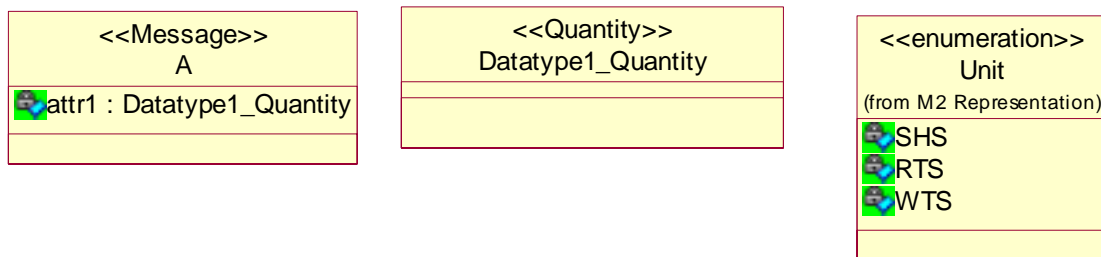 <<Message>>
A
attr1 : Datatype1_Quantity
<<Quantity>>
Datatype1_Quantity
<<enumeration>>
Unit
(from M2 Representation)
SHS
RTS
WTS